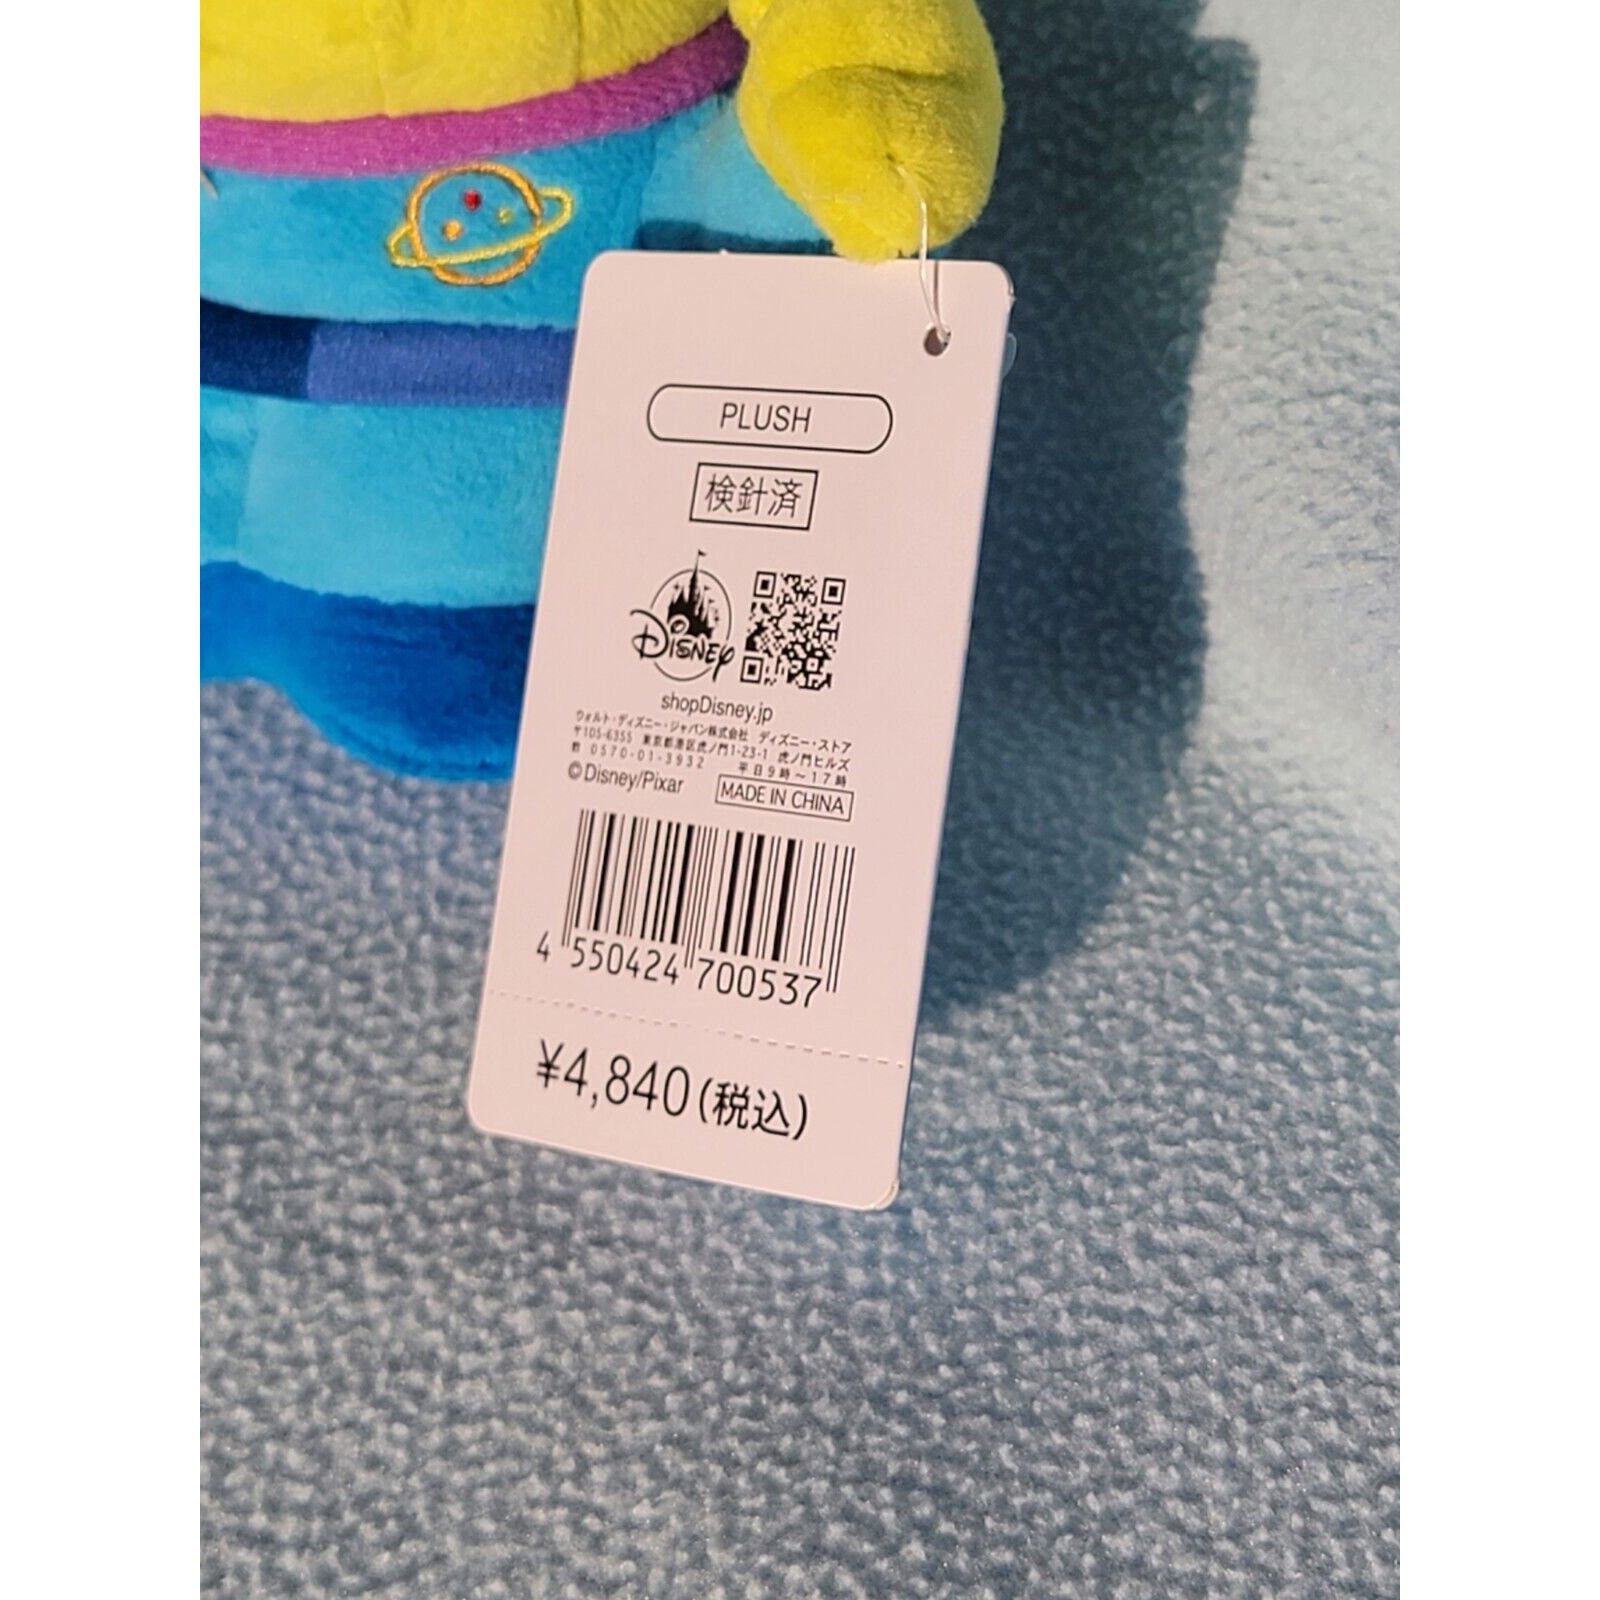 PLUSH
検針済
Disney
shopDisney.jp
ウォルト・ディズニー・ジャパン株式会社 ディズニー・ストア
〒105-6355 東京都港区虎ノ門1-23-1 虎ノ門ヒルズ
0570-01-3932 平日9時～17時
©Disney/Pixar MADE IN CHINA
4 550424 700537
¥4,840(税込)